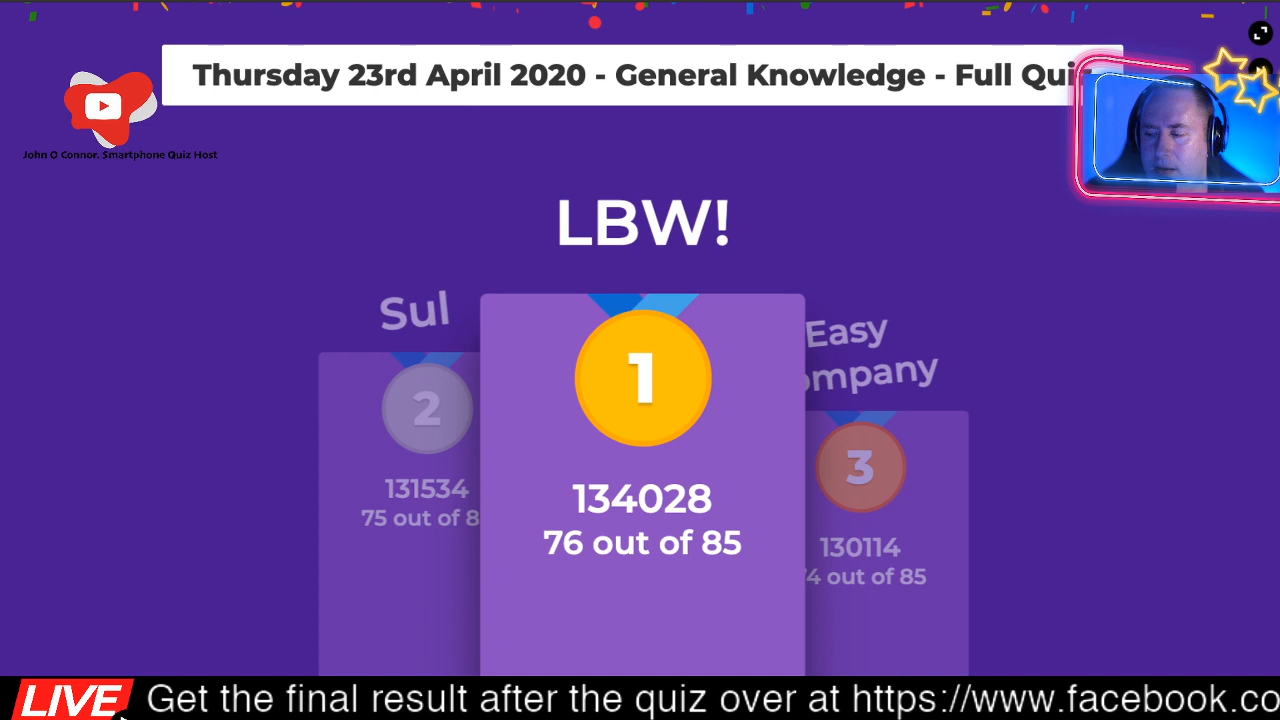 Thursday 23rd April 2020 - General Knowledge - Full Quiz
John O Connor. Smartphone Quiz Host
LBW!
Sul
Easy
ompany
1
2
3
134028
76 out of 85
131534
75 out of 8
130114
74 out of 85
LIVE Get the final result after the quiz over at https://www.facebook.co